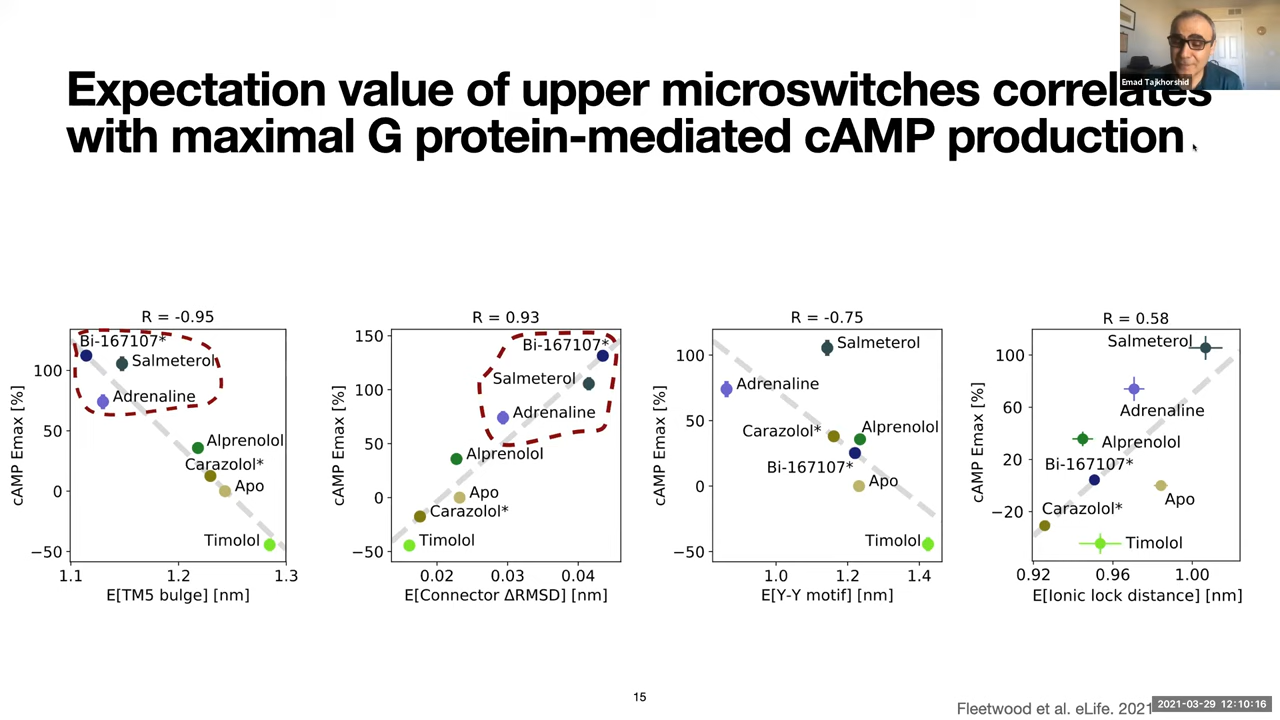 Emad Tajkhorshid
Expectation value of upper microswitches correlates
with maximal G protein-mediated cAMP production
R = -0.95
cAMP Emax [%]
100
50
0
−50
Bi-167107*
Salmeterol
Adrenaline
Alprenolol
Carazolol*
Apo
Timolol
1.1
1.2
1.3
E[TM5 bulge] [nm]
R = 0.93
cAMP Emax [%]
150
100
50
0
−50
Bi-167107*
Salmeterol
Adrenaline
Alprenolol
Apo
Carazolol*
Timolol
0.02
0.03
0.04
E[Connector ΔRMSD] [nm]
R = -0.75
cAMP Emax [%]
100
50
0
−50
Salmeterol
Adrenaline
Carazolol*
Alprenolol
Bi-167107*
Apo
Timolol
1.0
1.2
1.4
E[Y-Y motif] [nm]
R = 0.58
cAMP Emax [%]
100
60
20
−20
Salmeterol
Adrenaline
Alprenolol
Bi-167107*
Apo
Carazolol*
Timolol
0.92
0.96
1.00
E[Ionic lock distance] [nm]
15
Fleetwood et al. eLife. 2021
2021-03-29 12:10:16